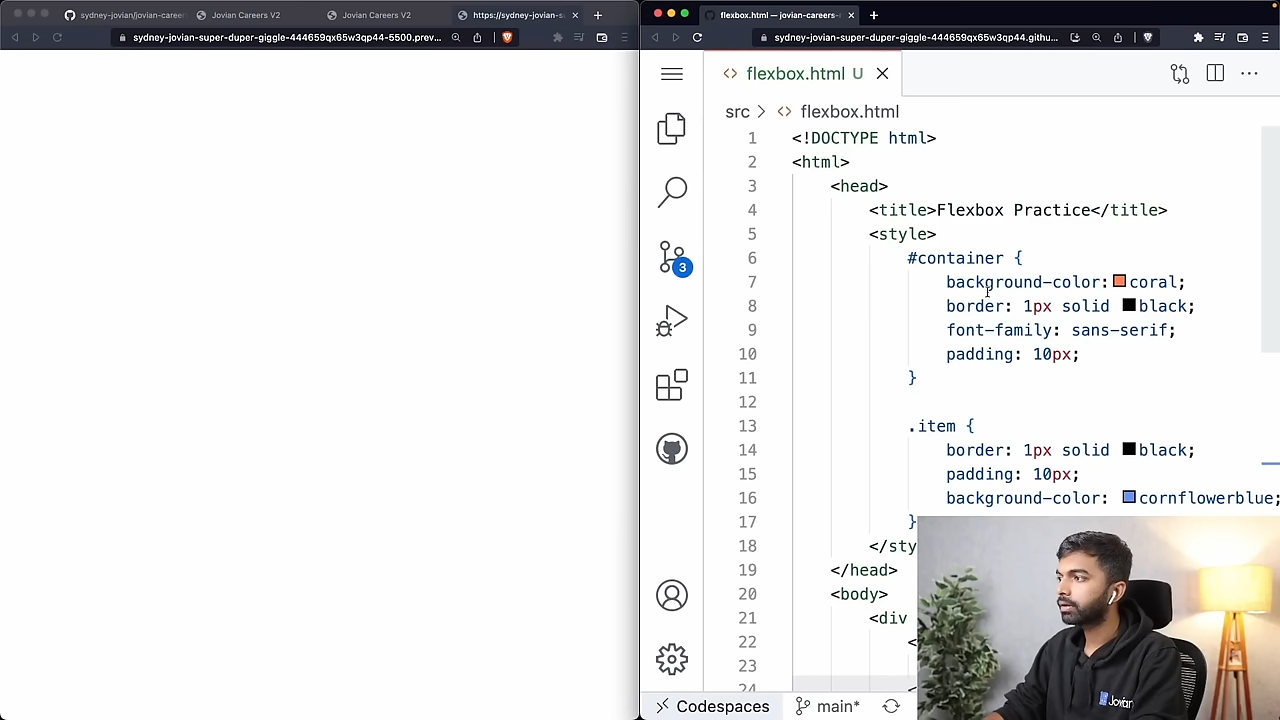 sydney-jovian/jovian-career
Jovian Careers V2
Jovian Careers V2
https://sydney-jovian-s
sydney-jovian-super-duper-giggle-444659qx65w3qp44-5500.prev...
flexbox.html — jovian-careers-
sydney-jovian-super-duper-giggle-444659qx65w3qp44.githu...
flexbox.html U
src > flexbox.html
1 <!DOCTYPE html>
2 <html>
3 <head>
4 <title>Flexbox Practice</title>
5 <style>
6 #container {
7 background-color: coral;
8 border: 1px solid black;
9 font-family: sans-serif;
10 padding: 10px;
11 }
12
13 .item {
14 border: 1px solid black;
15 padding: 10px;
16 background-color: cornflowerblue;
17 }
18 </sty
19 </head>
20 <body>
21 <div
22 <
23
24 <
3
Codespaces
main*
Jovian